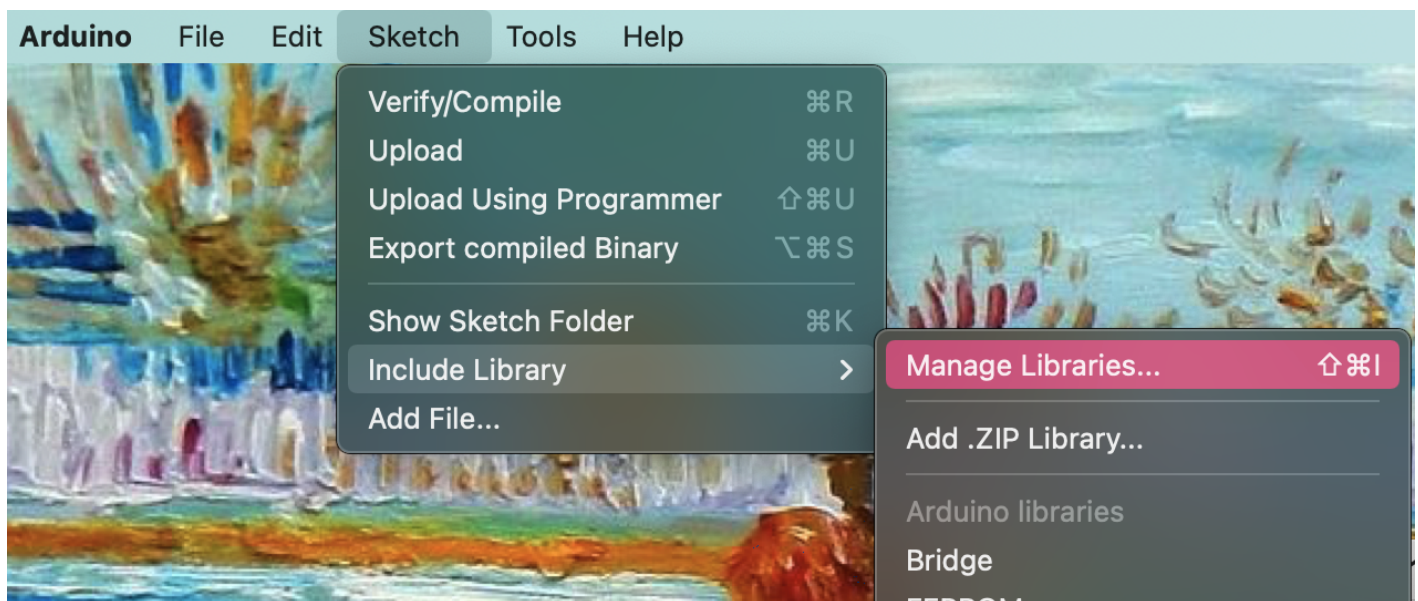 Arduino File Edit Sketch Tools Help
Verify/Compile ⌘R
Upload ⌘U
Upload Using Programmer ⇧⌘U
Export compiled Binary ⌥⌘S
Show Sketch Folder ⌘K
Include Library >
Add File...
Manage Libraries... ⇧⌘I
Add .ZIP Library...
Arduino libraries
Bridge